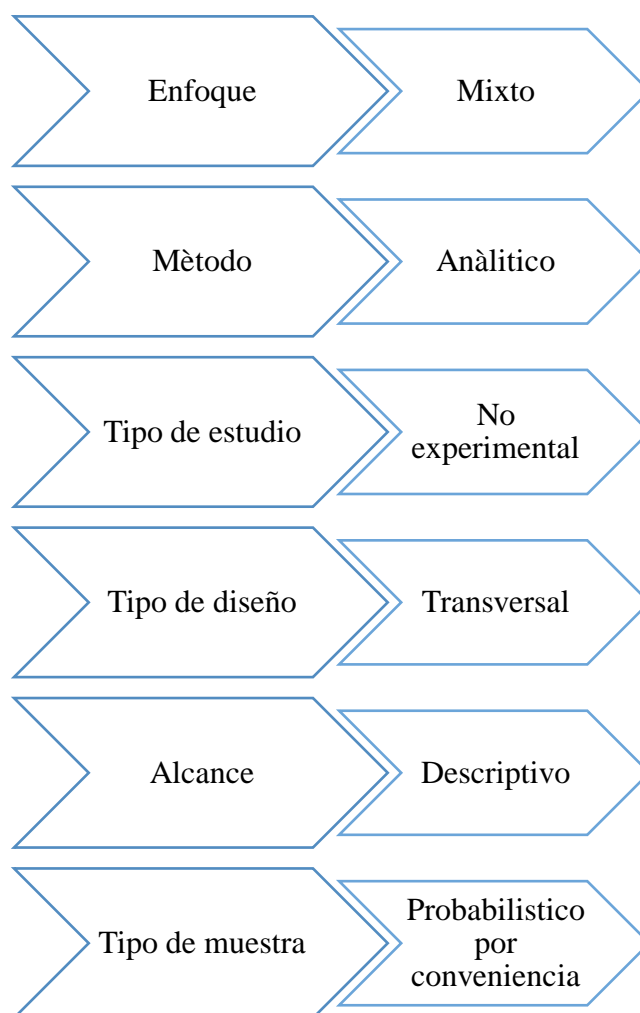 Enfoque
Mixto
Mètodo
Anàlitico
Tipo de estudio
No
experimental
Tipo de diseño
Transversal
Alcance
Descriptivo
Tipo de muestra
Probabilistico
por
conveniencia